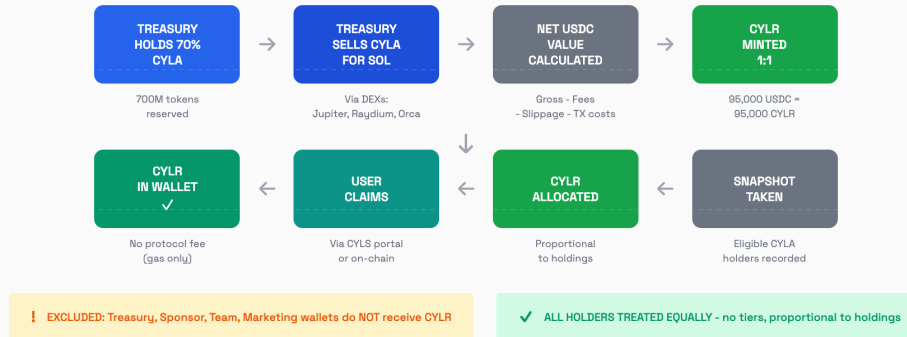 TREASURY
HOLDS 70%
CYLA
700M tokens
reserved
TREASURY
SELLS CYLA
FOR SOL
Via DEXs:
Jupiter, Raydium, Orca
NET USDC
VALUE
CALCULATED
Gross - Fees
- Slippage - TX costs
CYLR
MINTED
1:1
95,000 USDC =
95,000 CYLR
CYLR
IN WALLET
✓
No protocol fee
(gas only)
USER
CLAIMS
Via CYLS portal
or on-chain
CYLR
ALLOCATED
Proportional
to holdings
SNAPSHOT
TAKEN
Eligible CYLA
holders recorded
! EXCLUDED: Treasury, Sponsor, Team, Marketing wallets do NOT receive CYLR
✓ ALL HOLDERS TREATED EQUALLY - no tiers, proportional to holdings